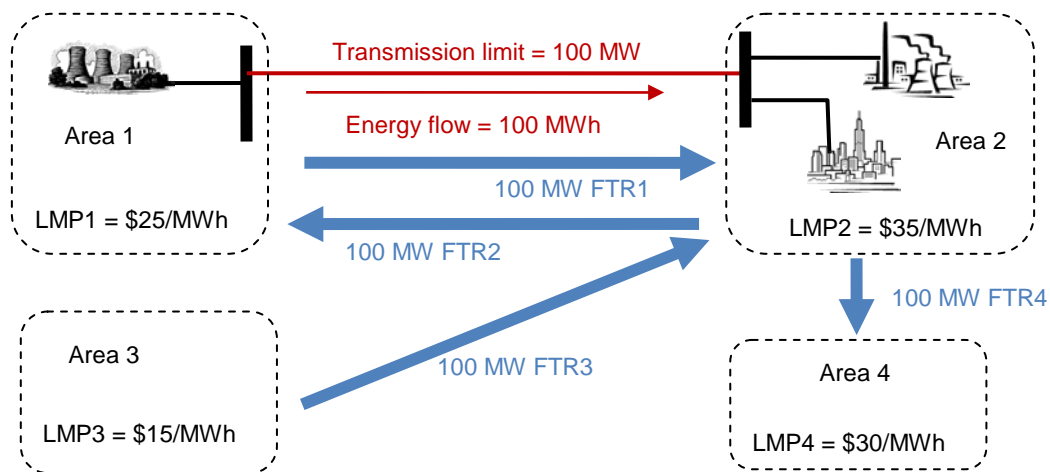 Transmission limit = 100 MW
Area 1
Energy flow = 100 MWh
Area 2
100 MW FTR1
LMP1 = $25/MWh
LMP2 = $35/MWh
100 MW FTR2
100 MW FTR4
Area 3
100 MW FTR3
Area 4
LMP3 = $15/MWh
LMP4 = $30/MWh